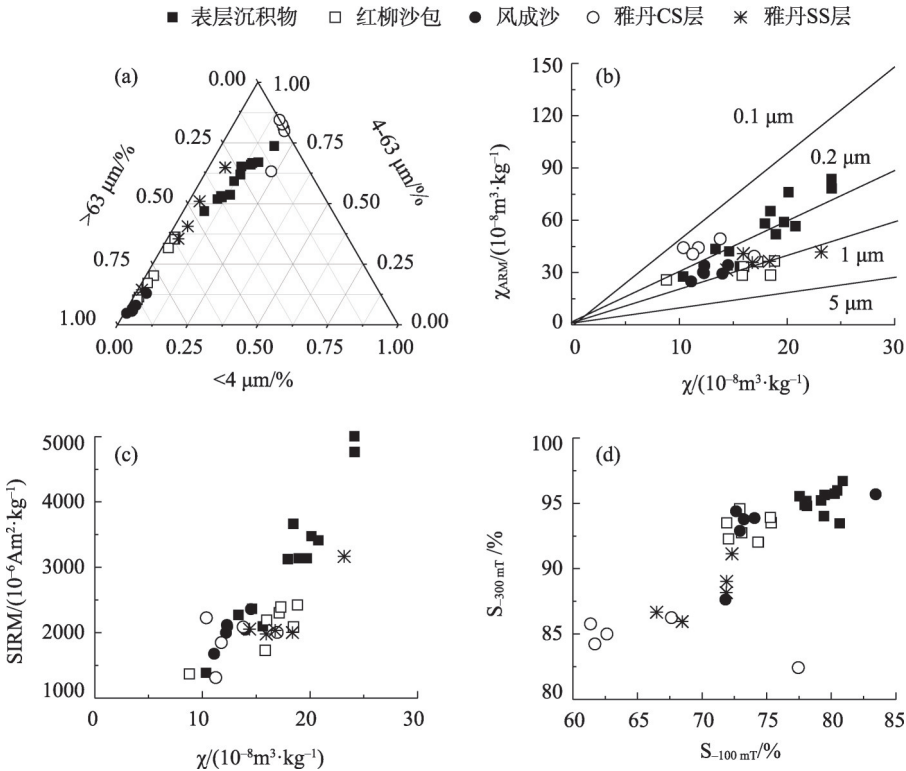 表层沉积物 红柳沙包 风成沙 雅丹CS层 雅丹SS层
(a)
0.00 1.00
0.25 0.75
>63 μm/% 4-63 μm/%
0.50 0.50
0.75 0.25
1.00 0.00
0.00 0.25 0.50 0.75 1.00
<4 μm/%
(b)
150
120
90
60
30
0
χARM/(10⁻⁸m³·kg⁻¹)
0.1 μm
0.2 μm
1 μm
5 μm
0 10 20 30
χ/(10⁻⁸m³·kg⁻¹)
(c)
5000
4000
3000
2000
1000
SIRM/(10⁻⁶Am²·kg⁻¹)
0 10 20 30
χ/(10⁻⁸m³·kg⁻¹)
(d)
100
95
90
85
80
S₋₃₀₀ mT/%
60 65 70 75 80 85
S₋₁₀₀ mT/%